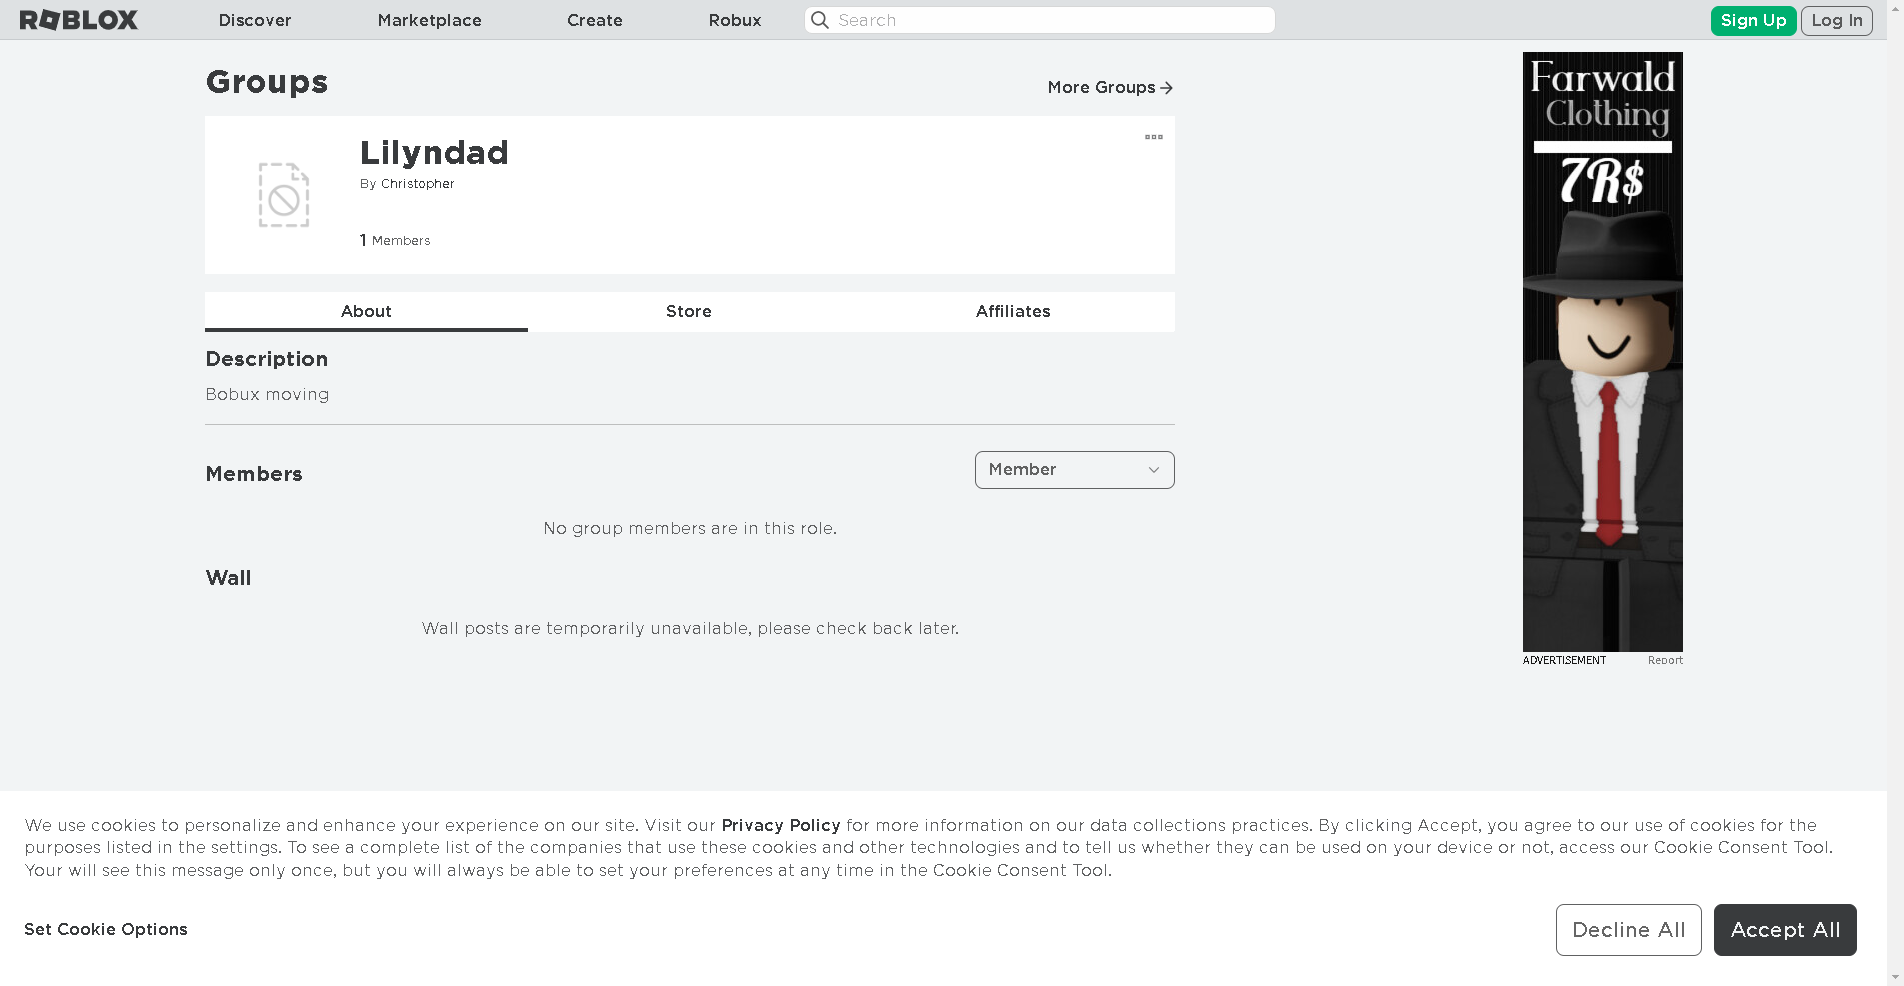 ROBLOX
Discover
Marketplace
Create
Robux
Search
Sign Up
Log In
Groups
More Groups
Lilyndad
By Christopher
1 Members
About
Store
Affiliates
Description
Bobux moving
Members
Member
No group members are in this role.
Wall
Wall posts are temporarily unavailable, please check back later.
Farwald
Clothing
7R$
ADVERTISEMENT
Report
We use cookies to personalize and enhance your experience on our site. Visit our Privacy Policy for more information on our data collections practices. By clicking Accept, you agree to our use of cookies for the
purposes listed in the settings. To see a complete list of the companies that use these cookies and other technologies and to tell us whether they can be used on your device or not, access our Cookie Consent Tool.
Your will see this message only once, but you will always be able to set your preferences at any time in the Cookie Consent Tool.
Set Cookie Options
Decline All
Accept All